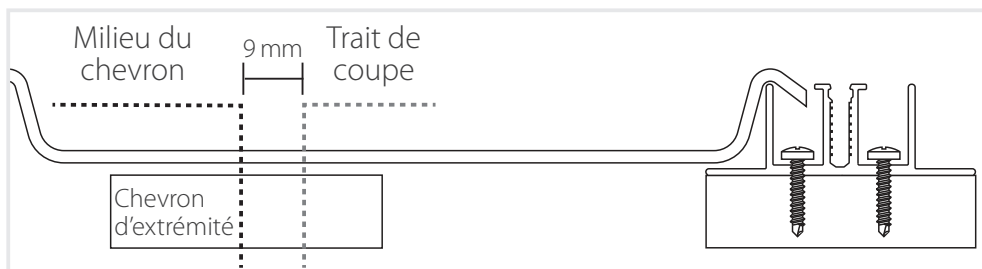 Milieu du
chevron
9 mm
Trait de
coupe
Chevron
d’extrémité